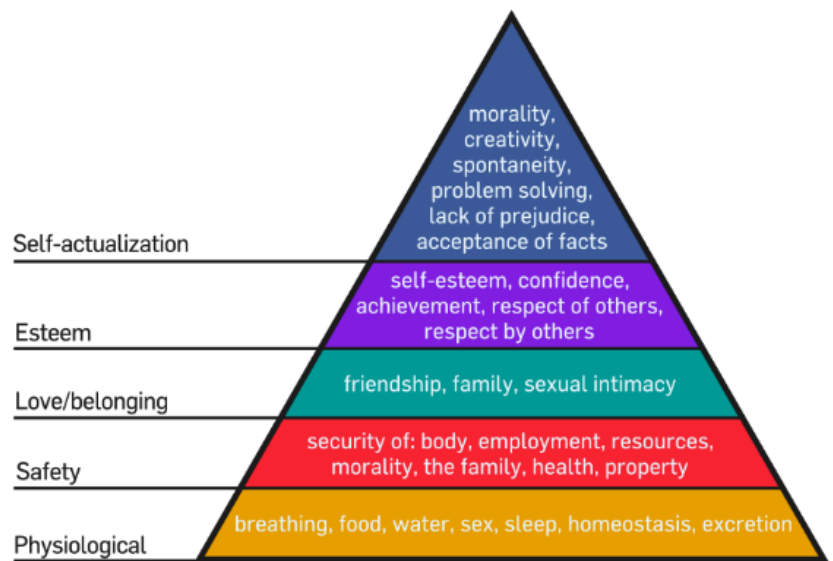 morality,
creativity,
spontaneity,
problem solving,
lack of prejudice,
acceptance of facts
Self-actualization
self-esteem, confidence,
achievement, respect of others,
respect by others
Esteem
friendship, family, sexual intimacy
Love/belonging
security of: body, employment, resources,
morality, the family, health, property
Safety
breathing, food, water, sex, sleep, homeostasis, excretion
Physiological